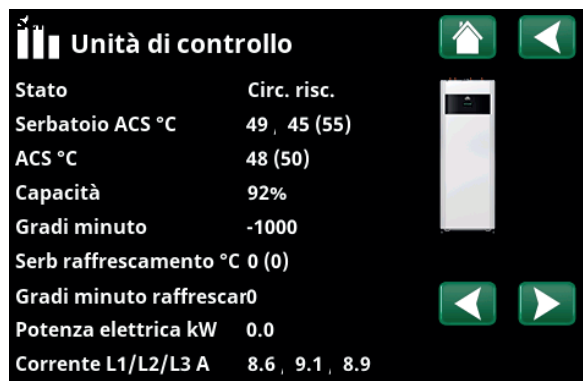 Unità di controllo
Stato Circ. risc.
Serbatoio ACS °C 49 , 45 (55)
ACS °C 48 (50)
Capacità 92%
Gradi minuto -1000
Serb raffrescamento °C 0 (0)
Gradi minuto raffrescar0
Potenza elettrica kW 0.0
Corrente L1/L2/L3 A 8.6 , 9.1 , 8.9